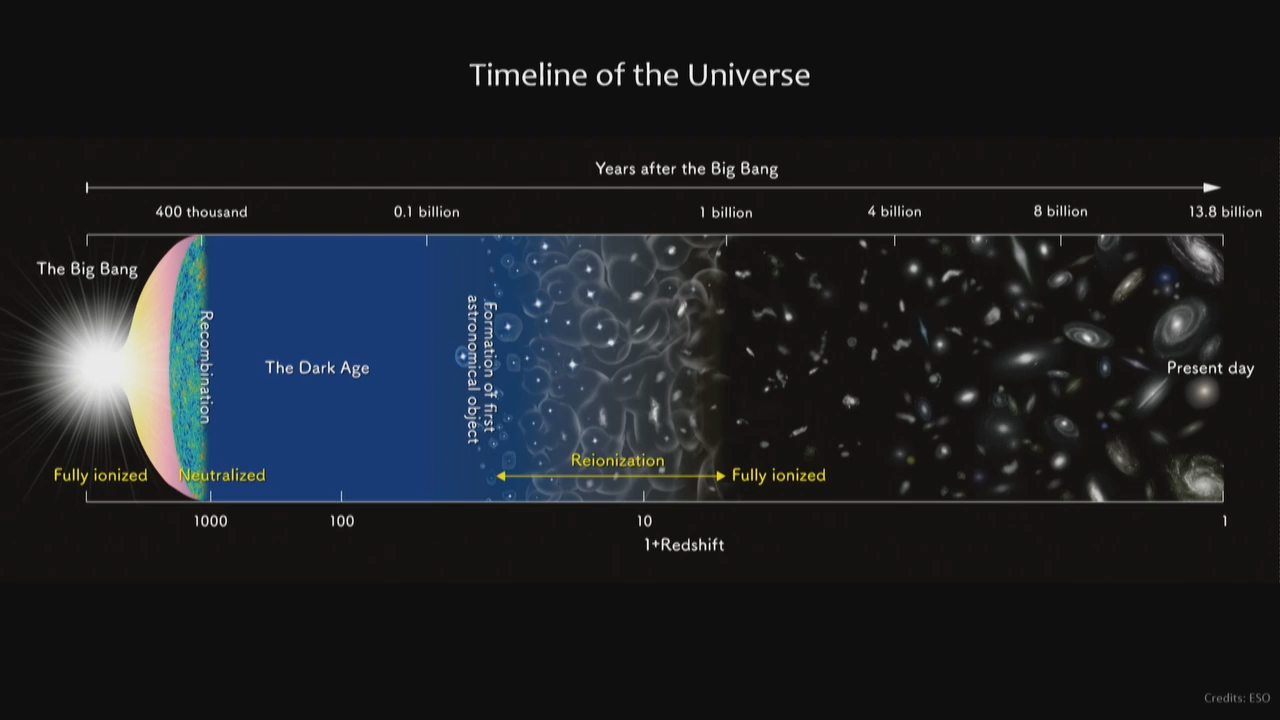 Timeline of the Universe
Years after the Big Bang
400 thousand
0.1 billion
1 billion
4 billion
8 billion
13.8 billion
The Big Bang
Recombination
The Dark Age
Formation of first
astronomical object
Present day
Reionization
Fully ionized
Neutralized
Fully ionized
1000
100
10
1
1+Redshift
Credits: ESO